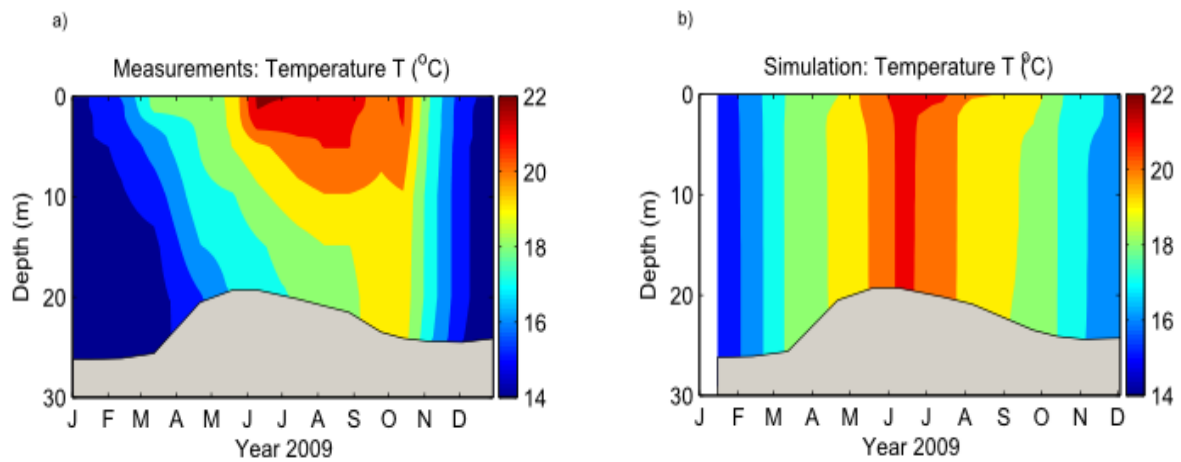 a)
Measurements: Temperature T (°C)
0
10
20
30
Depth (m)
J F M A M J J A S O N D
Year 2009
22
20
18
16
14
b)
Simulation: Temperature T (°C)
0
10
20
30
Depth (m)
J F M A M J J A S O N D
Year 2009
22
20
18
16
14